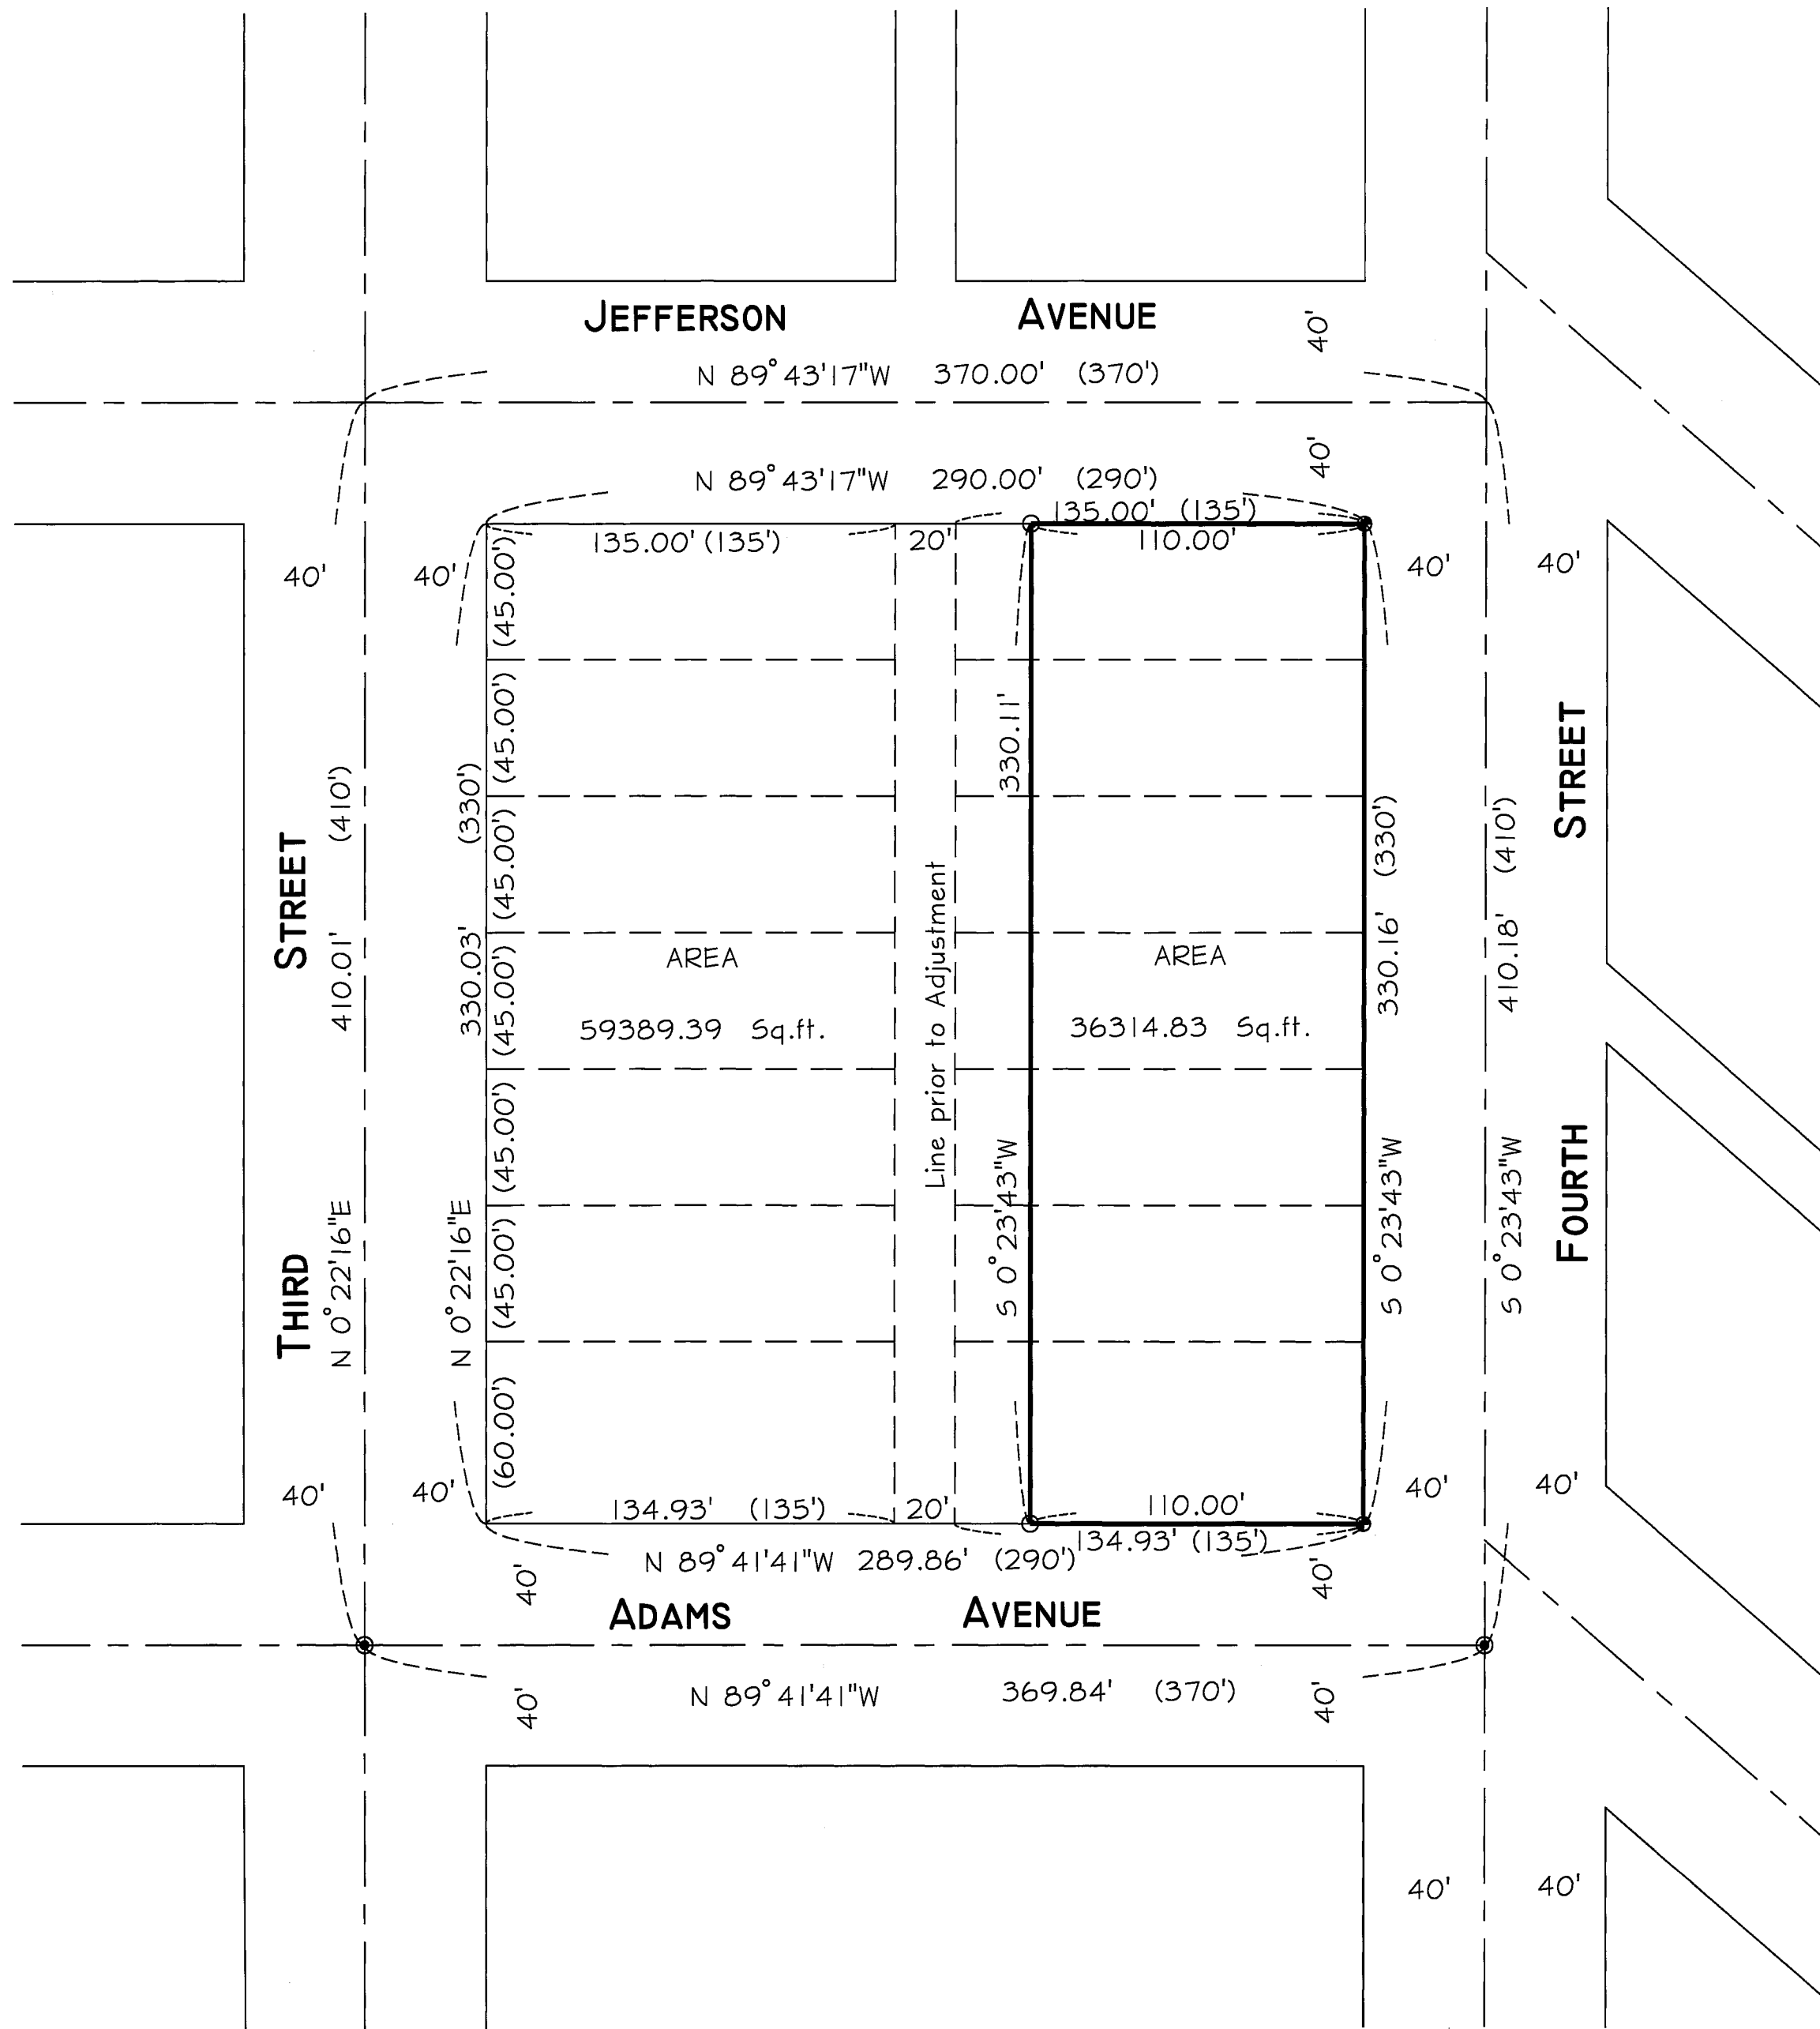 JEFFERSON AVENUE
40'
N 89°43'17"W 370.00' (370')
40'
N 89°43'17"W 290.00' (290')
135.00' (135')
135.00' (135')
20'
110.00'
40'
40'
40'
40'
(45.00')
(45.00')
(45.00')
(45.00')
(45.00')
(45.00')
(60.00')
THIRD STREET
N 0°22'16"E 410.01' (410')
N 0°22'16"E 330.03' (330')
AREA
59389.39 Sq.ft.
Line prior to Adjustment
S 0°23'43"W 330.11'
AREA
36314.83 Sq.ft.
S 0°23'43"W 330.16' (330')
S 0°23'43"W 410.18' (410')
FOURTH STREET
40'
40'
40'
40'
134.93' (135')
20'
110.00'
134.93' (135')
N 89°41'41"W 289.86' (290')
40'
40'
ADAMS AVENUE
N 89°41'41"W 369.84' (370')
40'
40'
40'
40'